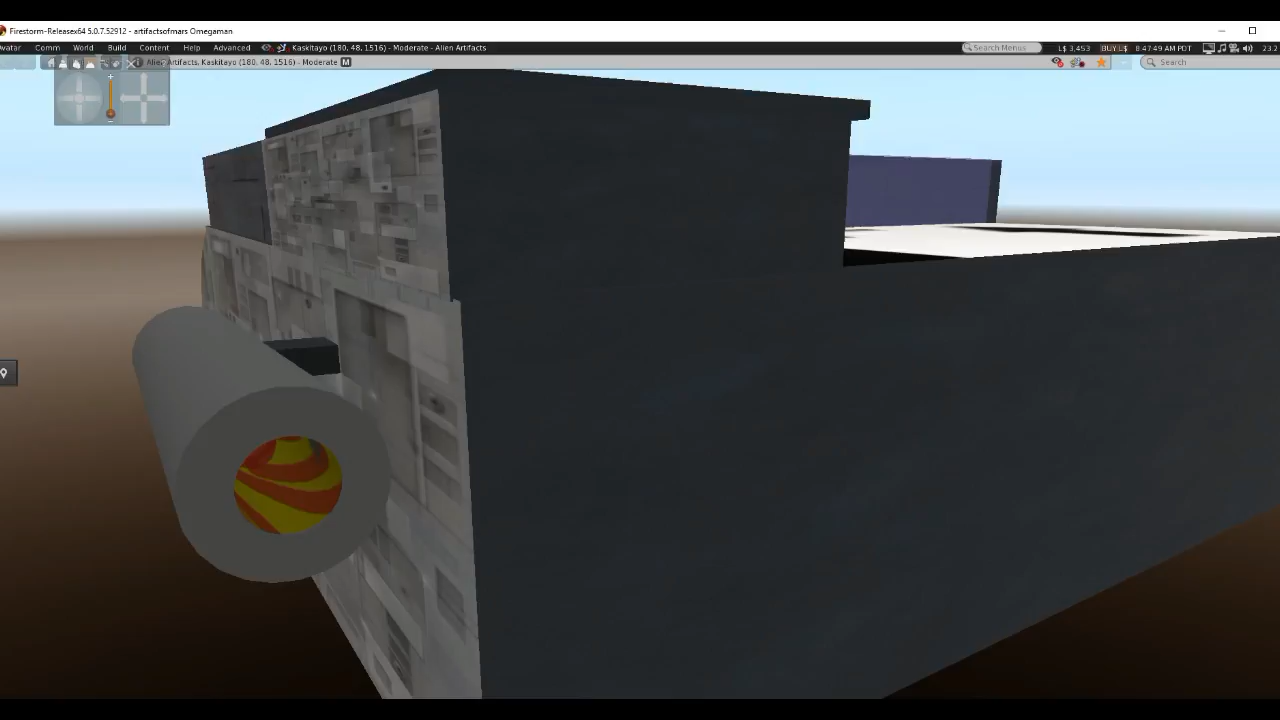 Firestorm-Releasex64 5.0.7.52912 - artifactsofmars Omegaman
Avatar Comm World Build Content Help Advanced Kaskitayo (180, 48, 1516) - Moderate - Alien Artifacts Search Menus L$ 3,453 BUY L$ 8:47:49 AM PDT 23.2
Alien Artifacts, Kaskitayo (180, 48, 1516) - Moderate M Search